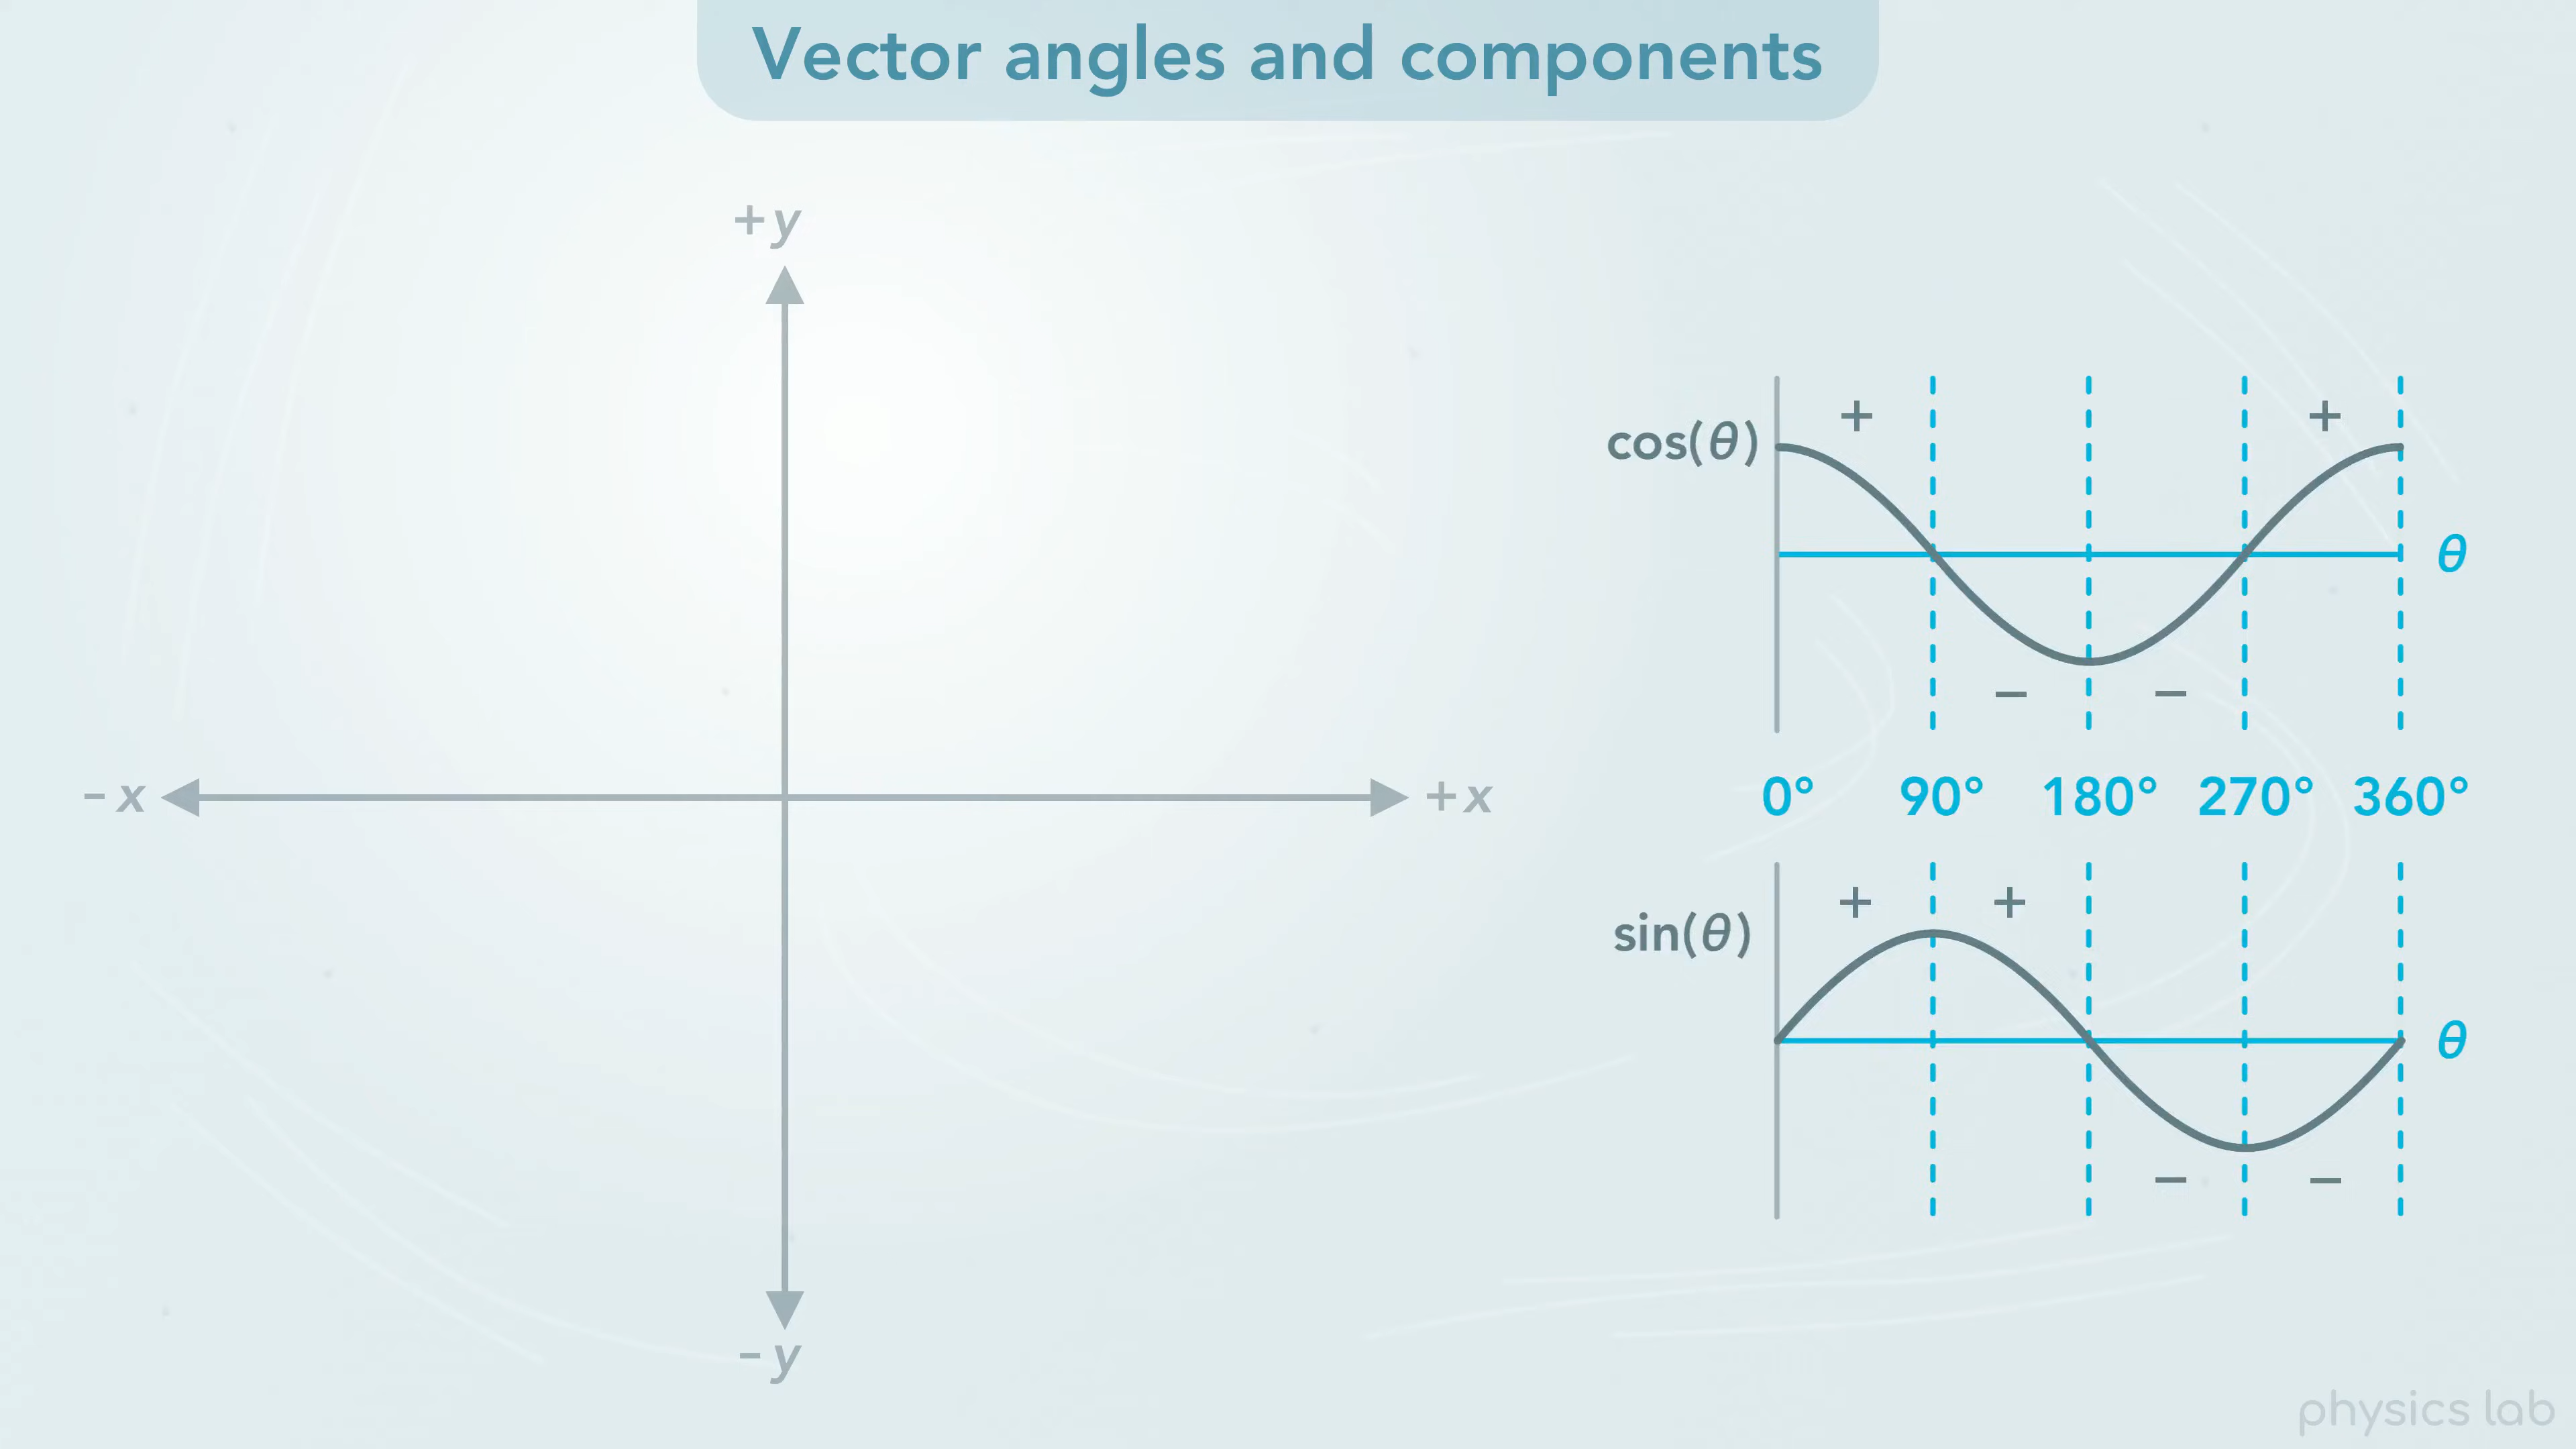 Vector angles and components
+y
-x
+x
-y
cos(θ)
+
+
θ
-
-
0° 90° 180° 270° 360°
sin(θ)
+
+
θ
-
-
physics lab